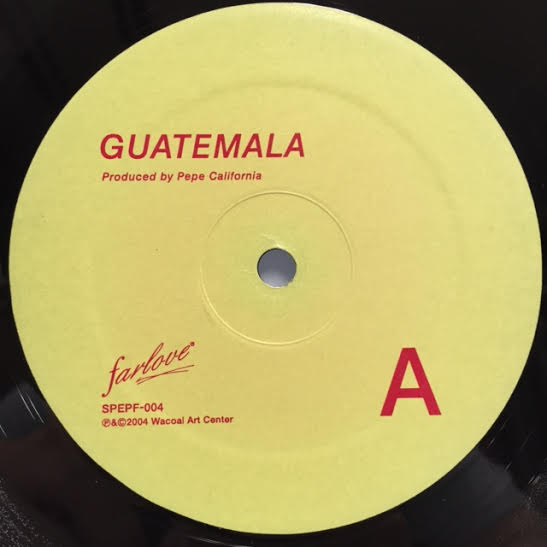 GUATEMALA
Produced by Pepe California
farlove
A
SPEPF-004
℗&©2004 Wacoal Art Center